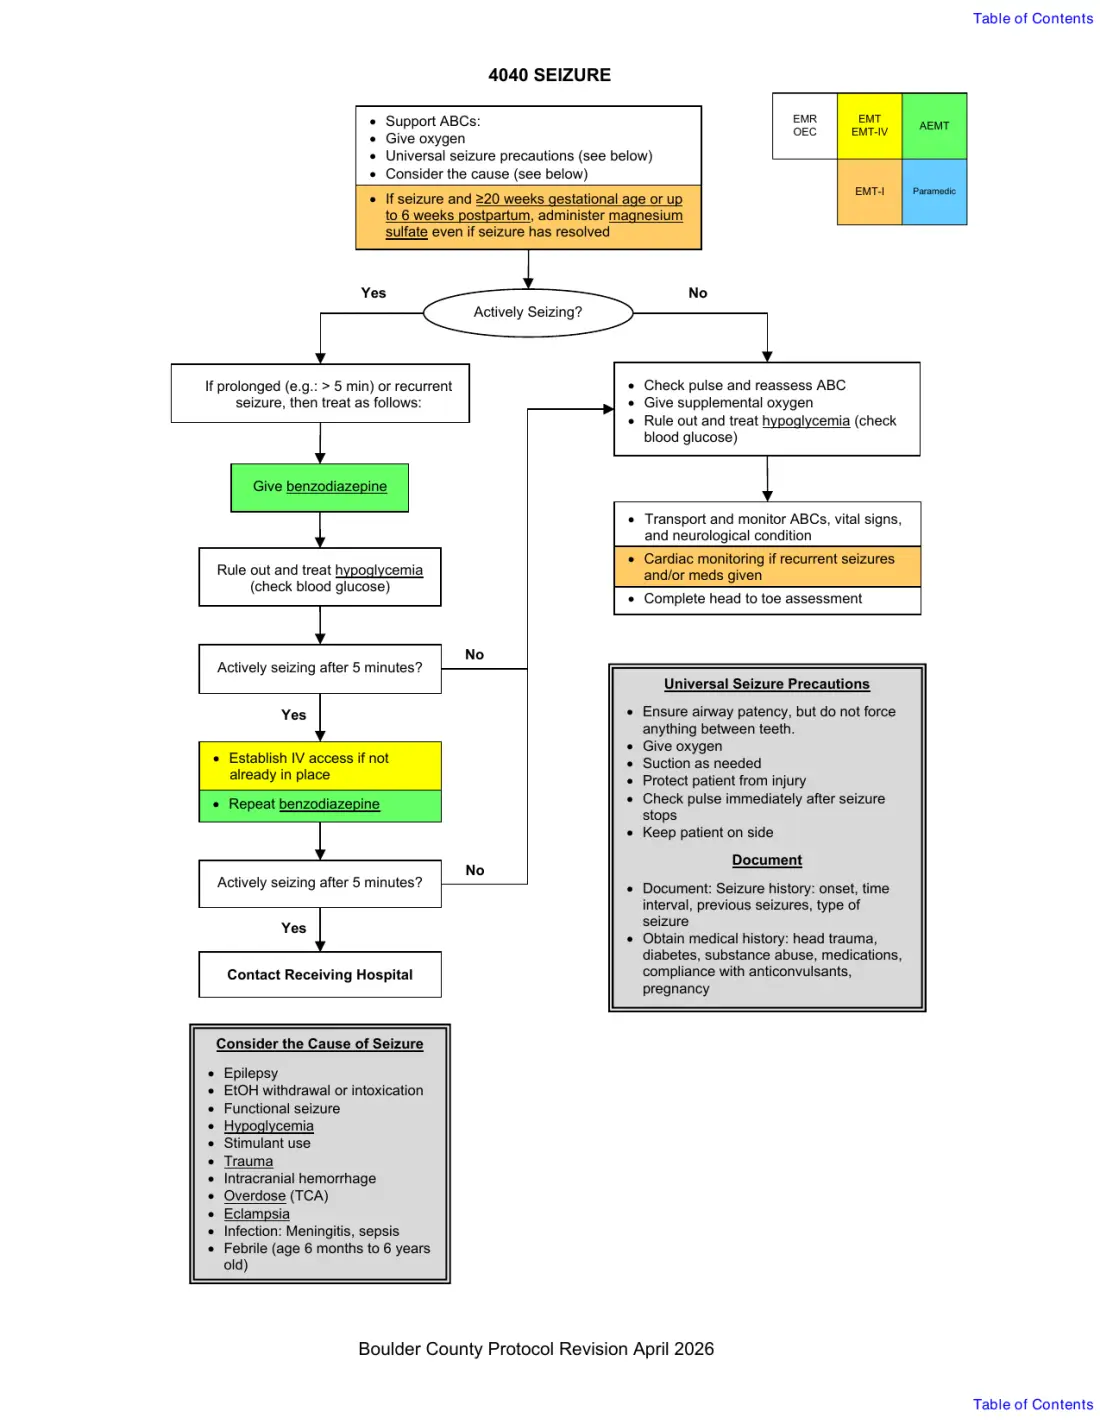 Table of Contents
4040 SEIZURE
• Support ABCs:
• Give oxygen
• Universal seizure precautions (see below)
• Consider the cause (see below)
• If seizure and ≥20 weeks gestational age or up
to 6 weeks postpartum, administer magnesium
sulfate even if seizure has resolved
EMR
OEC
EMT
EMT-IV
AEMT
EMT-I
Paramedic
Yes
Actively Seizing?
No
If prolonged (e.g.: > 5 min) or recurrent
seizure, then treat as follows:
Give benzodiazepine
Rule out and treat hypoglycemia
(check blood glucose)
Actively seizing after 5 minutes?
No
Yes
• Establish IV access if not
already in place
• Repeat benzodiazepine
Actively seizing after 5 minutes?
No
Yes
Contact Receiving Hospital
• Check pulse and reassess ABC
• Give supplemental oxygen
• Rule out and treat hypoglycemia (check
blood glucose)
• Transport and monitor ABCs, vital signs,
and neurological condition
• Cardiac monitoring if recurrent seizures
and/or meds given
• Complete head to toe assessment
Universal Seizure Precautions
• Ensure airway patency, but do not force
anything between teeth.
• Give oxygen
• Suction as needed
• Protect patient from injury
• Check pulse immediately after seizure
stops
• Keep patient on side
Document
• Document: Seizure history: onset, time
interval, previous seizures, type of
seizure
• Obtain medical history: head trauma,
diabetes, substance abuse, medications,
compliance with anticonvulsants,
pregnancy
Consider the Cause of Seizure
• Epilepsy
• EtOH withdrawal or intoxication
• Functional seizure
• Hypoglycemia
• Stimulant use
• Trauma
• Intracranial hemorrhage
• Overdose (TCA)
• Eclampsia
• Infection: Meningitis, sepsis
• Febrile (age 6 months to 6 years
old)
Boulder County Protocol Revision April 2026
Table of Contents